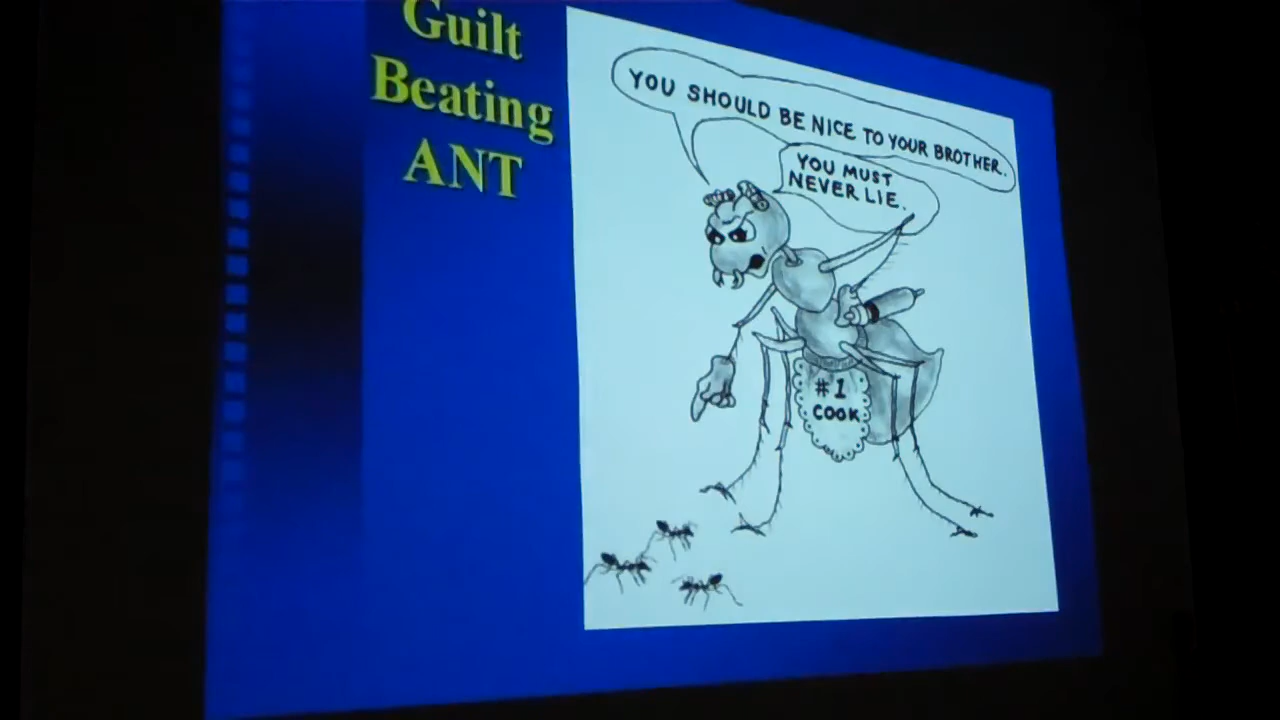 Guilt
Beating
ANT
YOU SHOULD BE NICE TO YOUR BROTHER.
YOU MUST
NEVER LIE.
#1
COOK